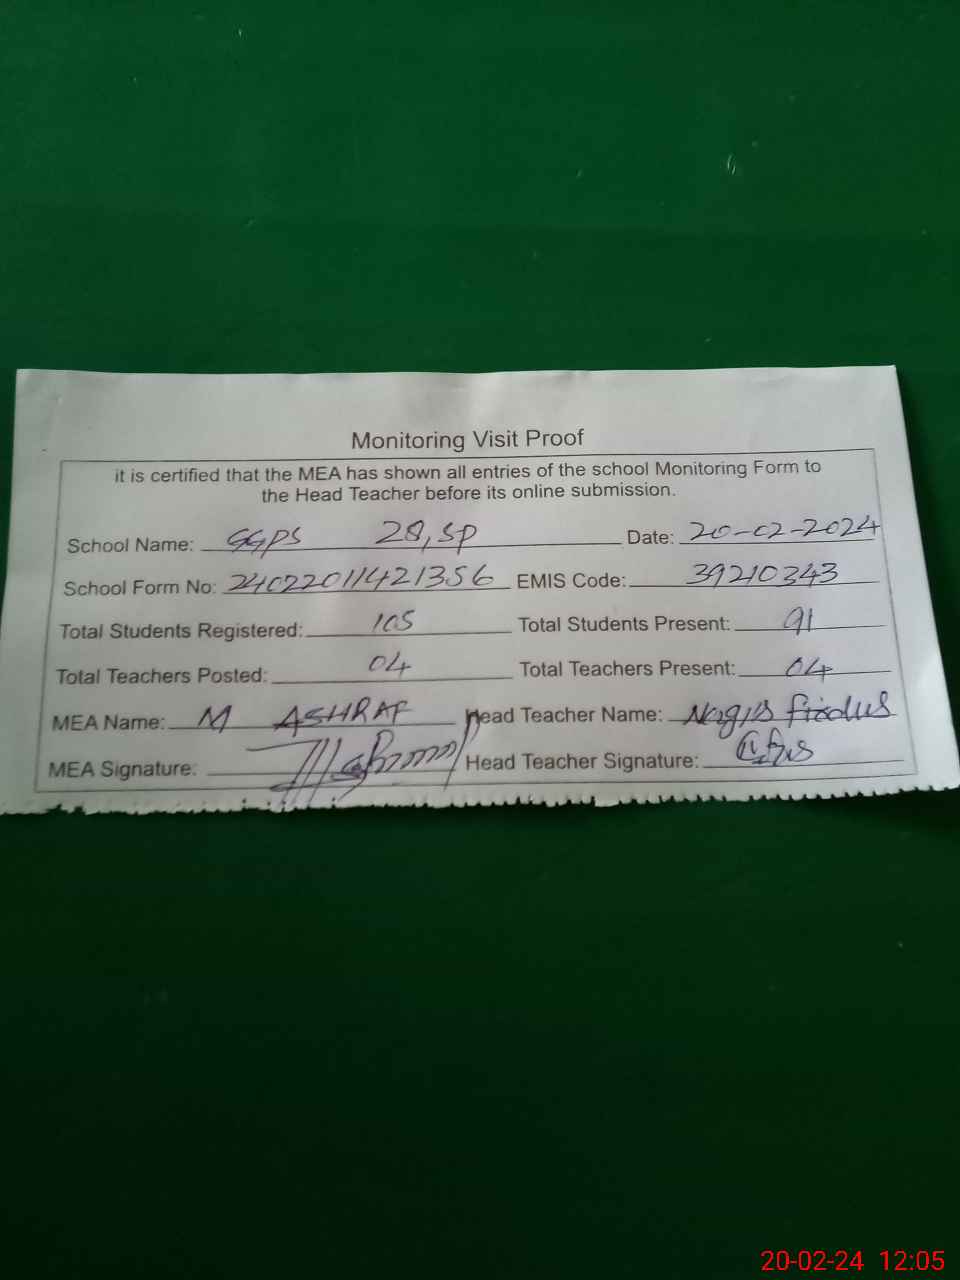 Monitoring Visit Proof
it is certified that the MEA has shown all entries of the school Monitoring Form to
the Head Teacher before its online submission.
School Name: GGPS 28,SP Date: 20-02-2024
School Form No: 24022011421356 EMIS Code: 39210343
Total Students Registered: 105 Total Students Present: 91
Total Teachers Posted: 04 Total Teachers Present: 04
MEA Name: M ASHRAF Head Teacher Name: Nargis firdus
MEA Signature: Head Teacher Signature:
20-02-24 12:05